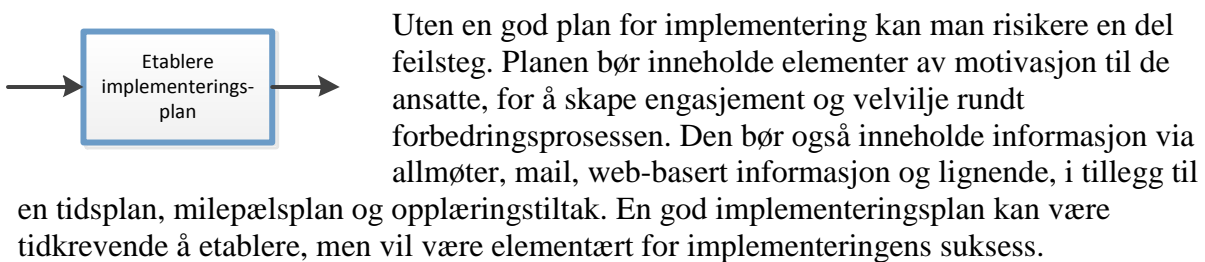 Etablere
implementerings-
plan
Uten en god plan for implementering kan man risikere en del
feilsteg. Planen bør inneholde elementer av motivasjon til de
ansatte, for å skape engasjement og velvilje rundt
forbedringsprosessen. Den bør også inneholde informasjon via
allmøter, mail, web-basert informasjon og lignende, i tillegg til
en tidsplan, milepælsplan og opplæringstiltak. En god implementeringsplan kan være
tidkrevende å etablere, men vil være elementært for implementeringens suksess.